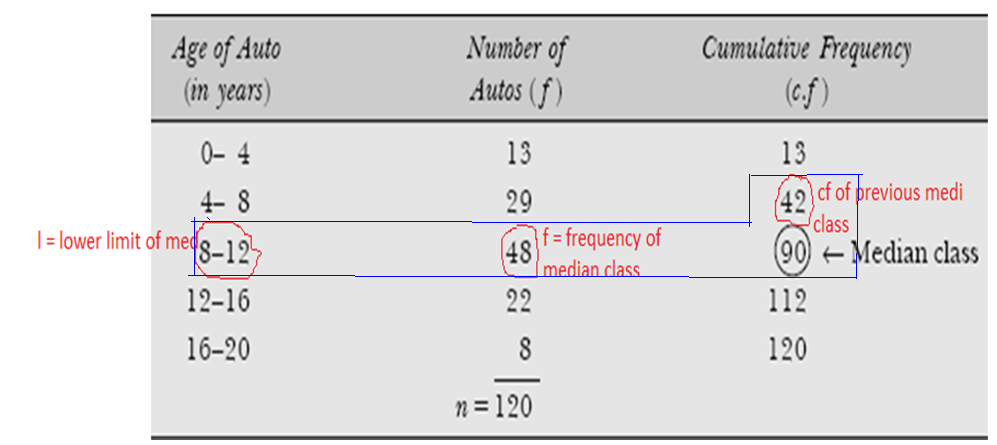 Age of Auto Number of Cumulative Frequency
(in years) Autos (f) (c.f)
0– 4 13 13
4– 8 29 42 cf of previous medi
class
l = lower limit of med 8–12 48 f = frequency of 90 ← Median class
median class
12–16 22 112
16–20 8 120
n = 120